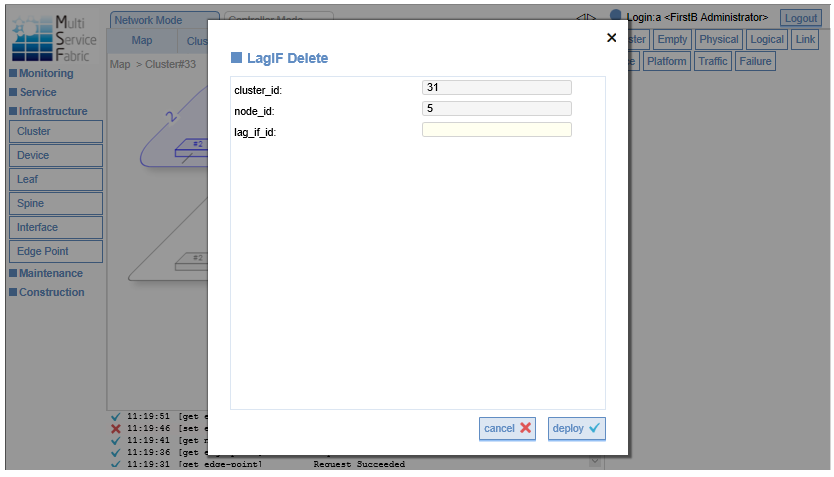 Multi
Service
Fabric
Network Mode
Controller Mode
Login:a <FirstB Administrator>
Logout
Map
Empty
Physical
Logical
Link
Platform
Traffic
Failure
Map > Cluster#33
Monitoring
Service
Infrastructure
Cluster
Device
Leaf
Spine
Interface
Edge Point
Maintenance
Construction
2
#2
#2
LagIF Delete
cluster_id:
31
node_id:
5
lag_if_id:
cancel
deploy
11:19:51 [get
11:19:46 [set
11:19:41 [get
11:19:36 [get
11:19:31 [get edge-point] Request Succeeded